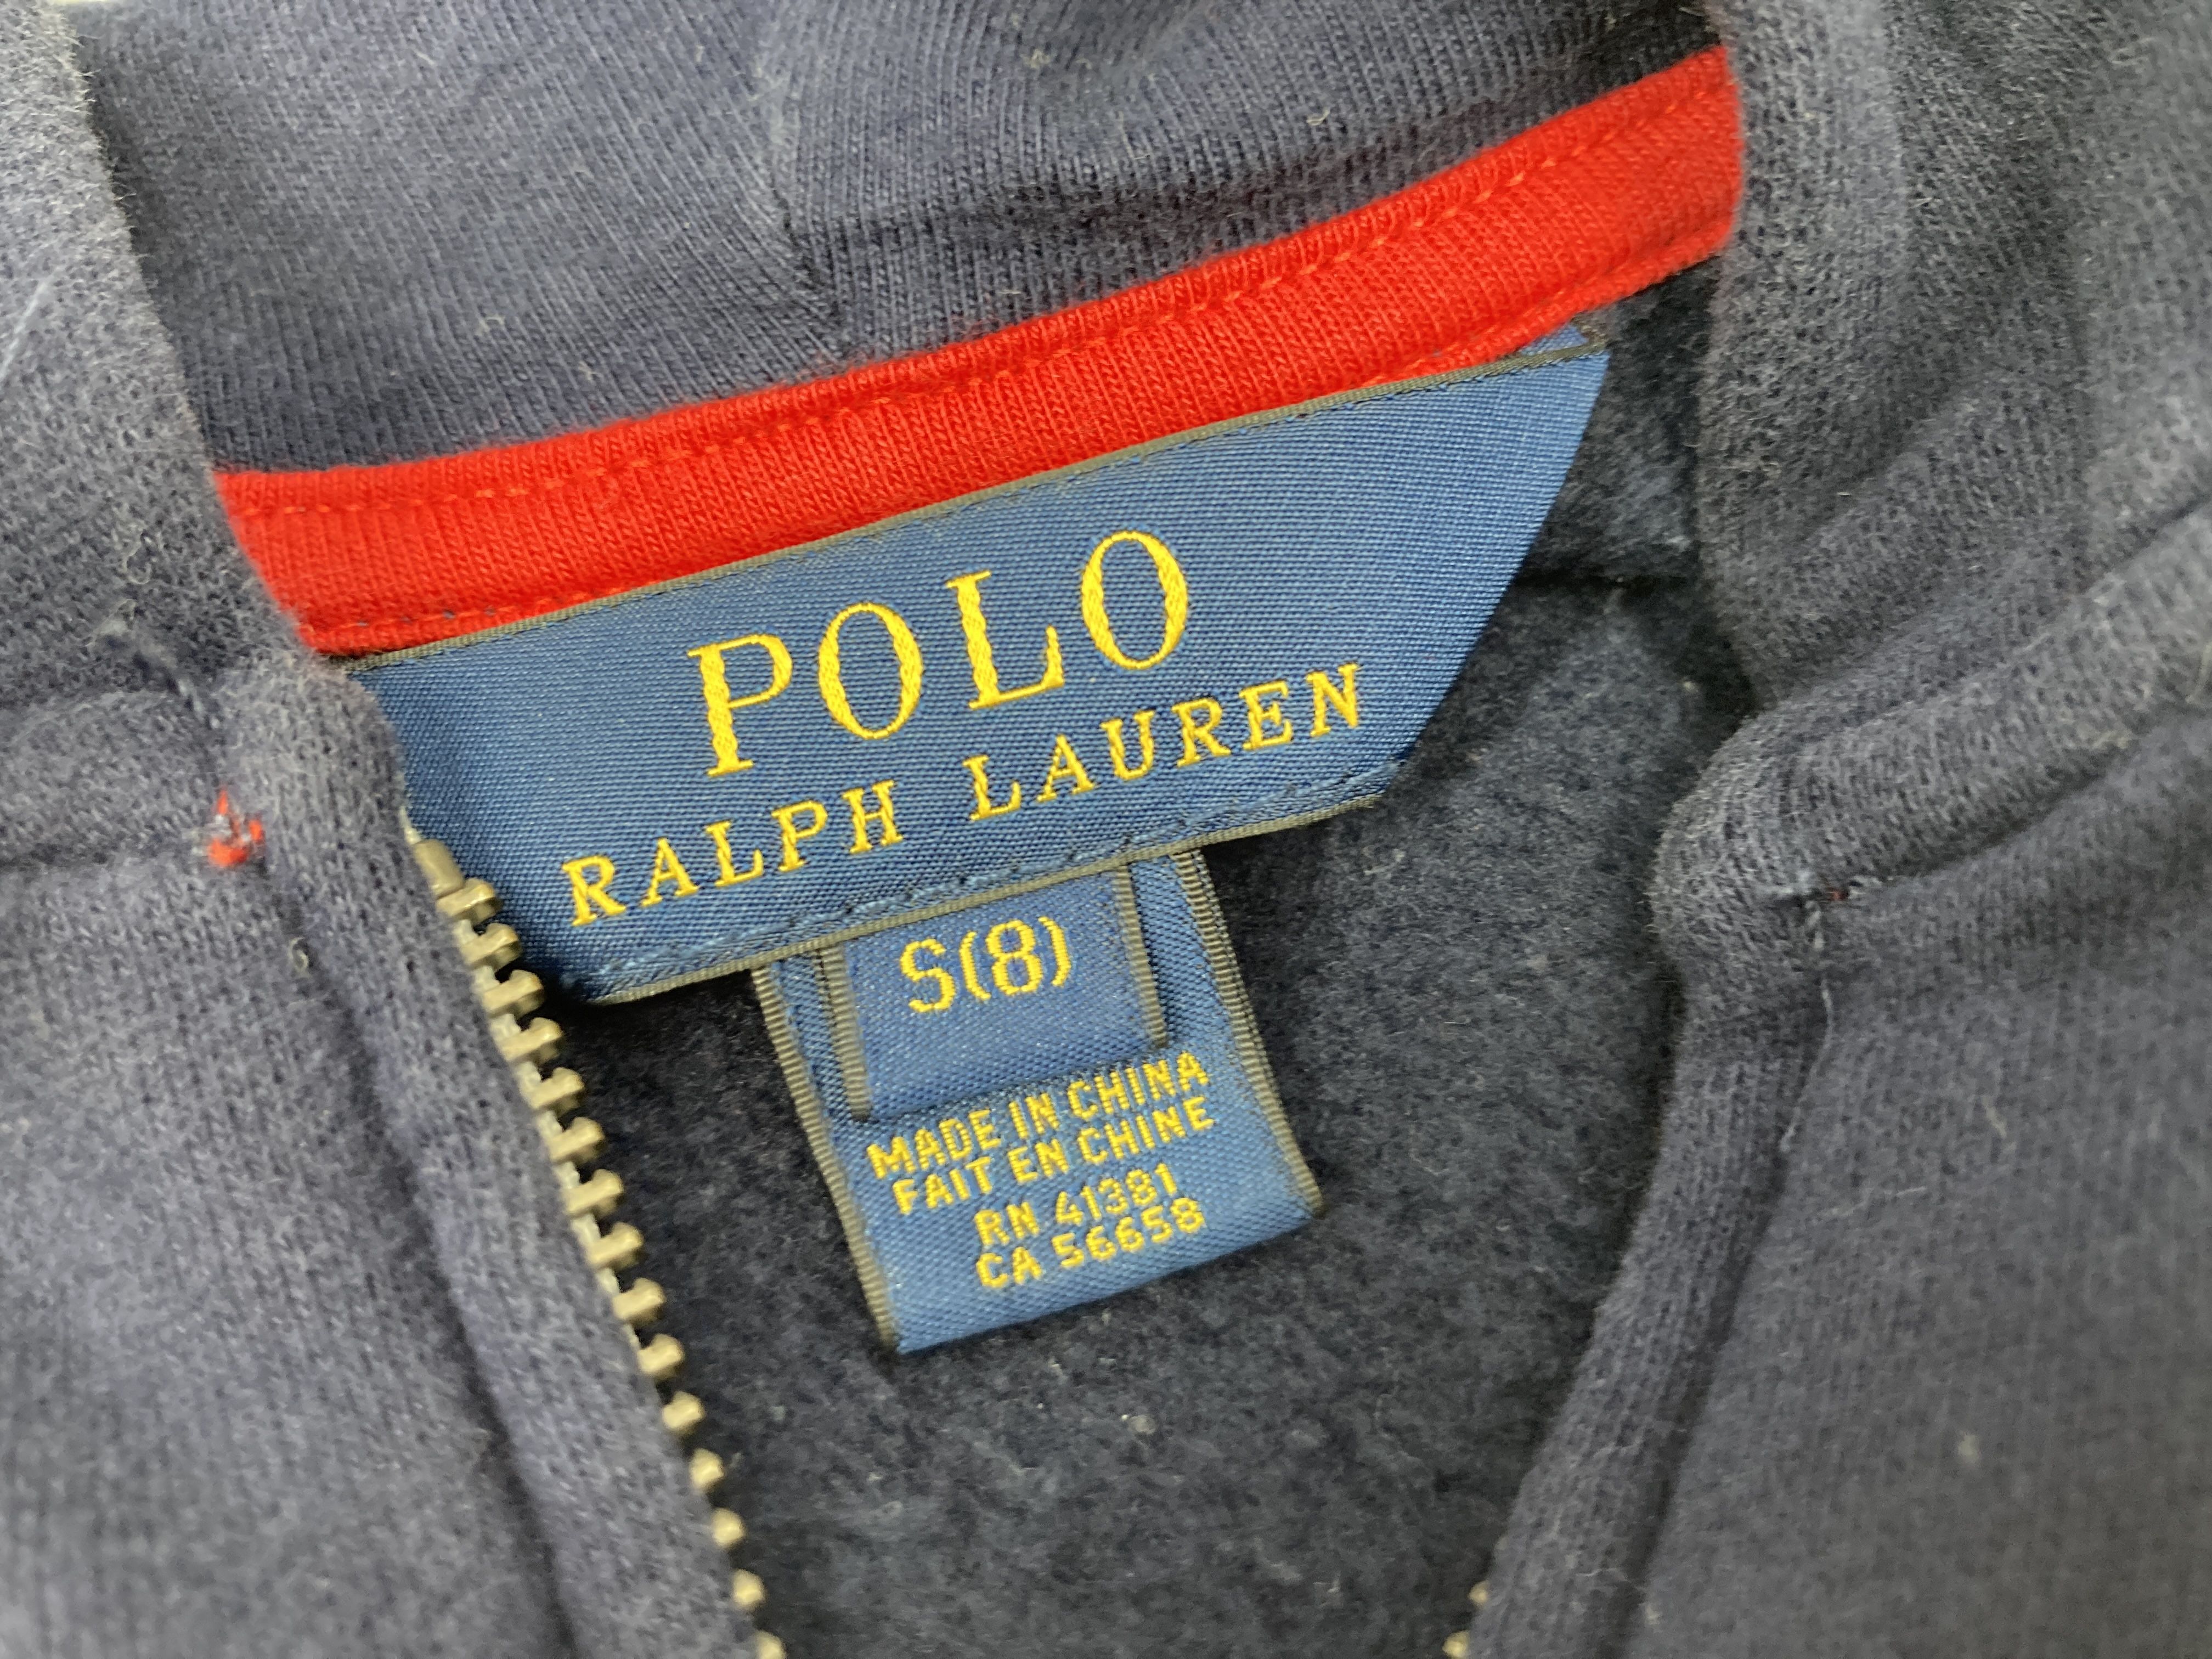 POLO
RALPH LAUREN
S(8)
MADE IN CHINA
FAIT EN CHINE
RN 41381
CA 56658